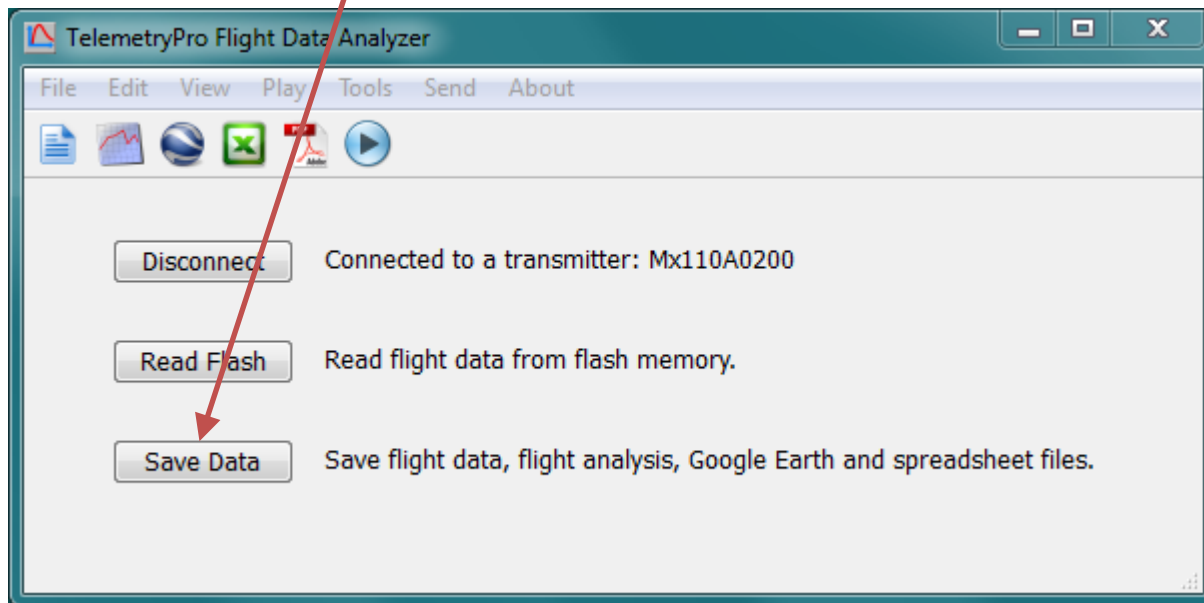 TelemetryPro Flight Data Analyzer
File Edit View Play Tools Send About
Disconnect Connected to a transmitter: Mx110A0200
Read Flash Read flight data from flash memory.
Save Data Save flight data, flight analysis, Google Earth and spreadsheet files.